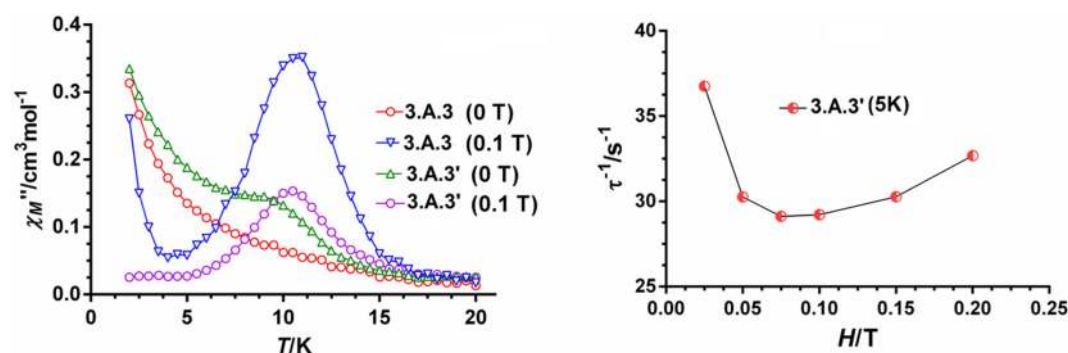 0.4
0.3
0.2
0.1
0.0
χM''/cm³mol⁻¹
0 5 10 15 20
T/K
3.A.3 (0 T)
3.A.3 (0.1 T)
3.A.3' (0 T)
3.A.3' (0.1 T)
40
35
30
25
τ⁻¹/s⁻¹
0.00 0.05 0.10 0.15 0.20 0.25
H/T
3.A.3' (5K)